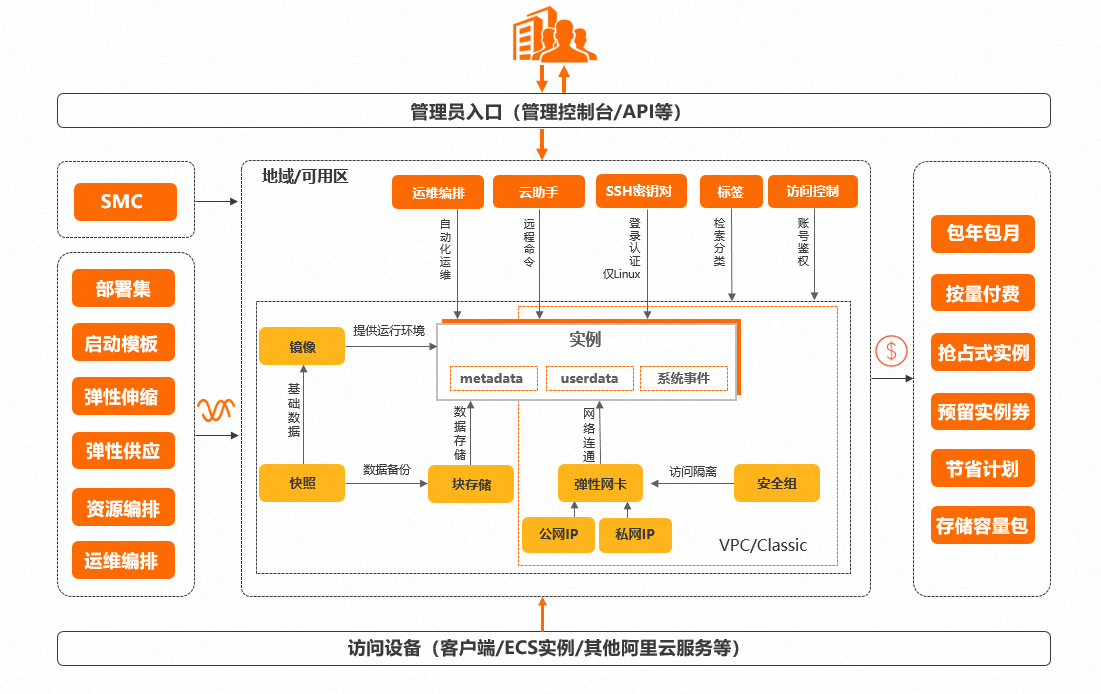 管理员入口（管理控制台/API等）
SMC
部署集
启动模板
弹性伸缩
弹性供应
资源编排
运维编排
地域/可用区
运维编排
云助手
SSH密钥对
标签
访问控制
自动化运维
远程命令
登录认证
仅Linux
检索分类
账号鉴权
镜像
提供运行环境
实例
metadata
userdata
系统事件
基础数据
数据存储
网络连通
快照
数据备份
块存储
弹性网卡
访问隔离
安全组
公网IP
私网IP
VPC/Classic
$
包年包月
按量付费
抢占式实例
预留实例券
节省计划
存储容量包
访问设备（客户端/ECS实例/其他阿里云服务等）